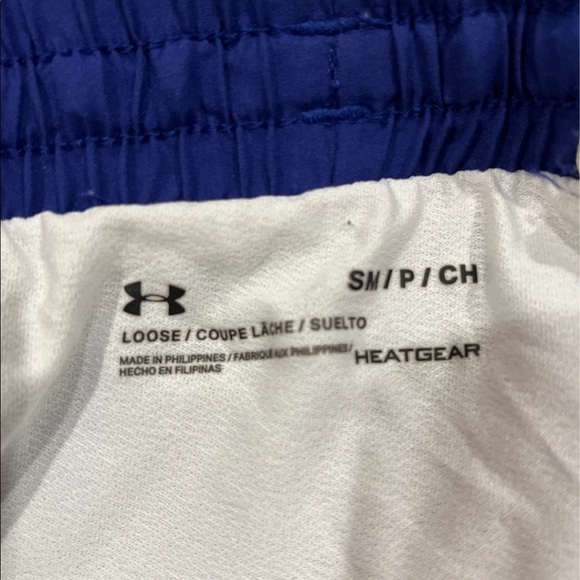 SM/P/CH
LOOSE/COUPE LÂCHE/SUELTO
MADE IN PHILIPPINES/FABRIQUÉ AUX PHILIPPINES/
HECHO EN FILIPINAS
HEATGEAR